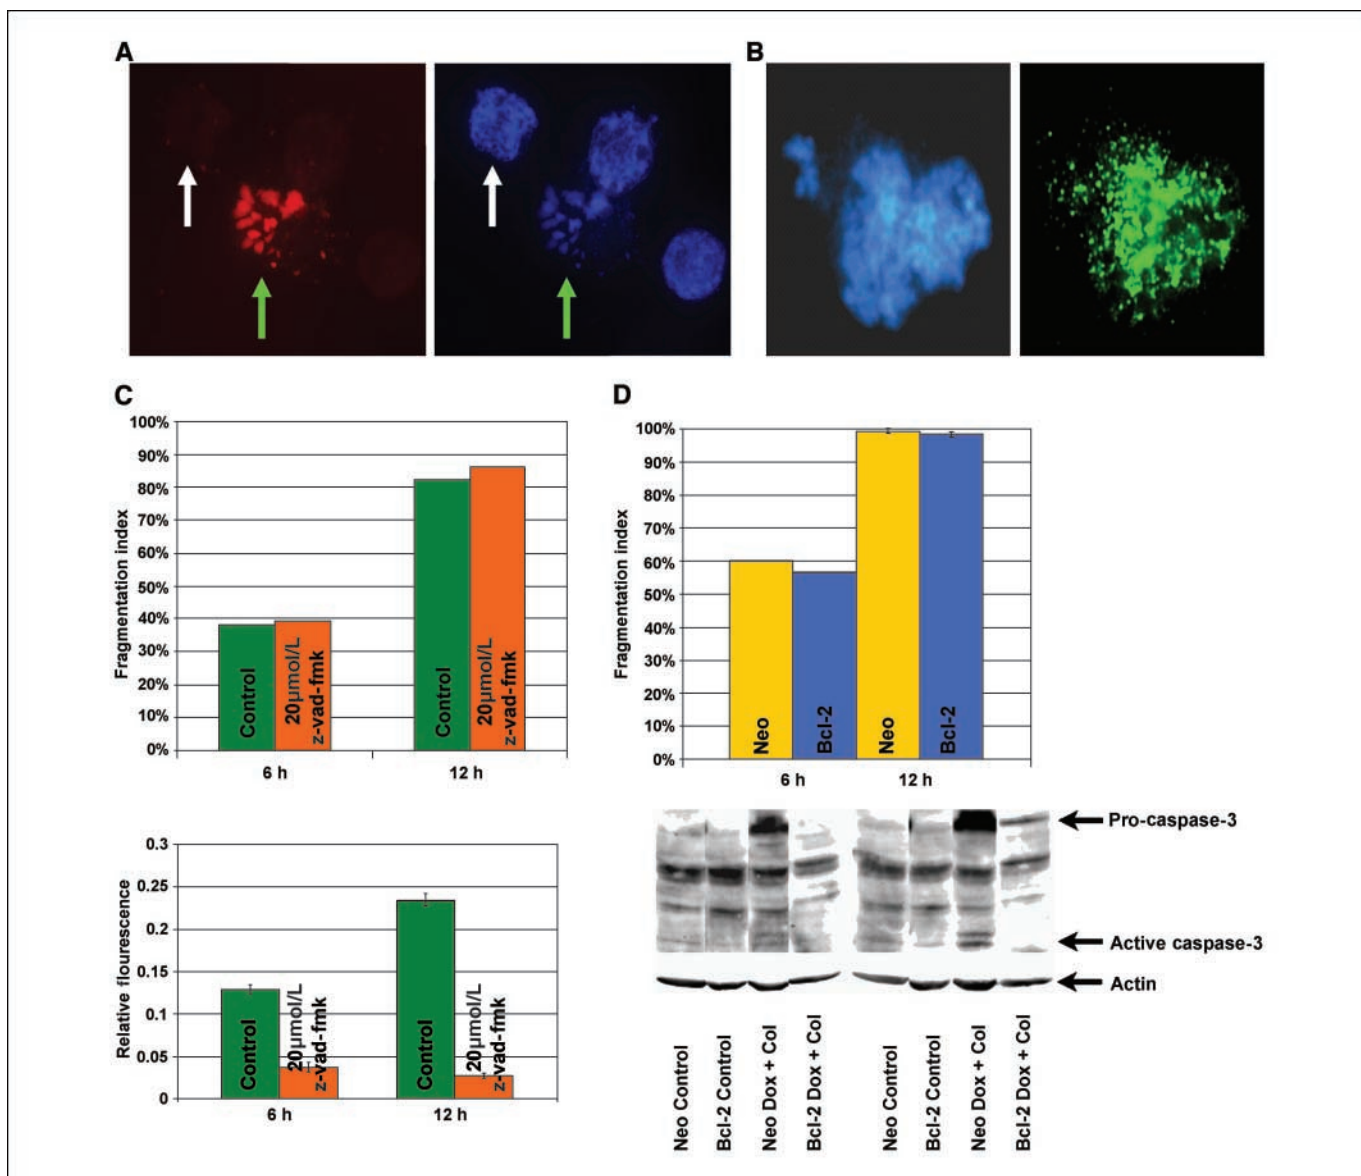 A
B
C
D
100%
90%
80%
70%
60%
50%
40%
30%
20%
10%
0%
Fragmentation index
Control
20µmol/L
z-vad-fmk
Control
20µmol/L
z-vad-fmk
6 h
12 h
100%
90%
80%
70%
60%
50%
40%
30%
20%
10%
0%
Fragmentation index
Neo
Bcl-2
Neo
Bcl-2
6 h
12 h
0.3
0.25
0.2
0.15
0.1
0.05
0
Relative flourescence
Control
20µmol/L
z-vad-fmk
Control
20µmol/L
z-vad-fmk
6 h
12 h
Pro-caspase-3
Active caspase-3
Actin
Neo Control
Bcl-2 Control
Neo Dox + Col
Bcl-2 Dox + Col
Neo Control
Bcl-2 Control
Neo Dox + Col
Bcl-2 Dox + Col